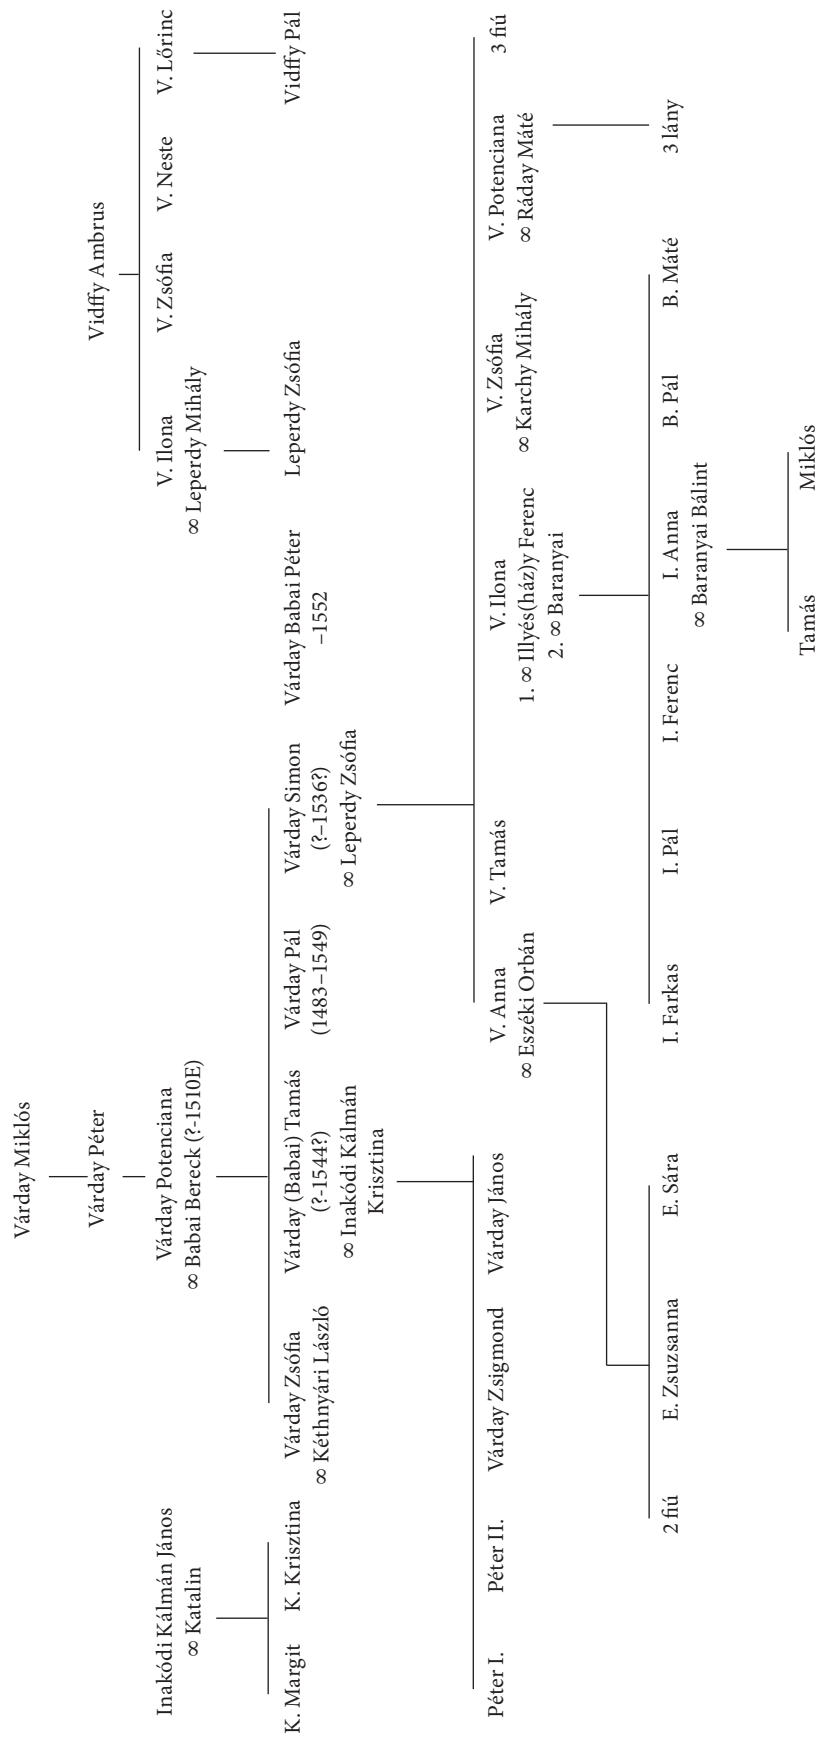 Várday Miklós
Várday Péter
Vidffy Ambrus
Inakódi Kálmán János
∞ Katalin
Várday Potenciana
∞ Babai Bereck (?-1510E)
V. Ilona
∞ Leperdy Mihály
V. Zsófia
V. Neste
V. Lőrinc
K. Margit
K. Krisztina
Várday Zsófia
∞ Kéthnyári László
Várday (Babai) Tamás
(?-1544?)
∞ Inakódi Kálmán
Krisztina
Várday Pál
(1483–1549)
Várday Simon
(?–1536?)
∞ Leperdy Zsófia
Várday Babai Péter
–1552
Leperdy Zsófia
Vidffy Pál
Péter I.
Péter II.
Várday Zsigmond
Várday János
V. Anna
∞ Eszéki Orbán
V. Tamás
V. Ilona
1. ∞ Illyés(ház)y Ferenc
2. ∞ Baranyai
V. Zsófia
∞ Karchy Mihály
V. Potenciana
∞ Ráday Máté
3 fiú
2 fiú
E. Zsuzsanna
E. Sára
I. Farkas
I. Pál
I. Ferenc
I. Anna
∞ Baranyai Bálint
B. Pál
B. Máté
3 lány
Tamás
Miklós